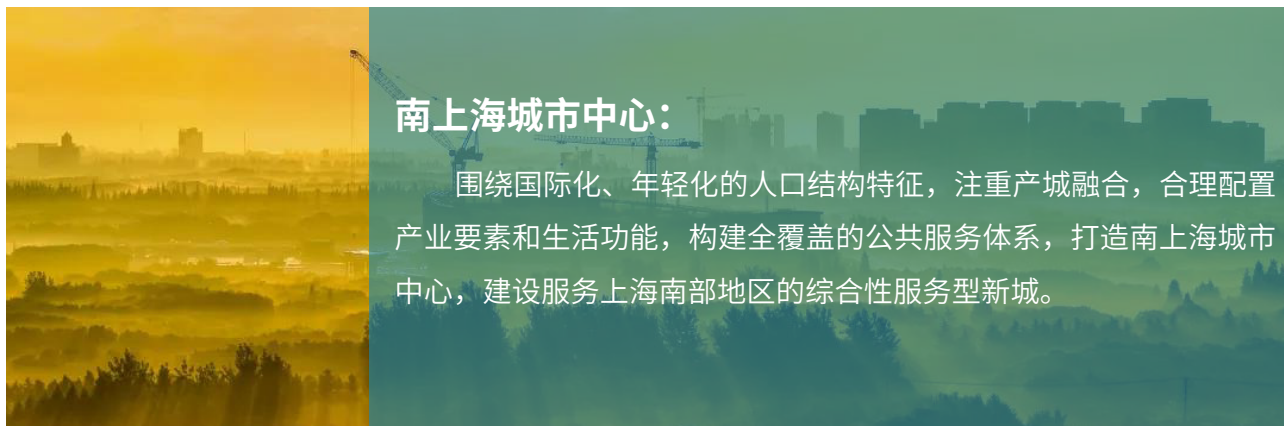 南上海城市中心：
围绕国际化、年轻化的人口结构特征，注重产城融合，合理配置
产业要素和生活功能，构建全覆盖的公共服务体系，打造南上海城市
中心，建设服务上海南部地区的综合性服务型新城。